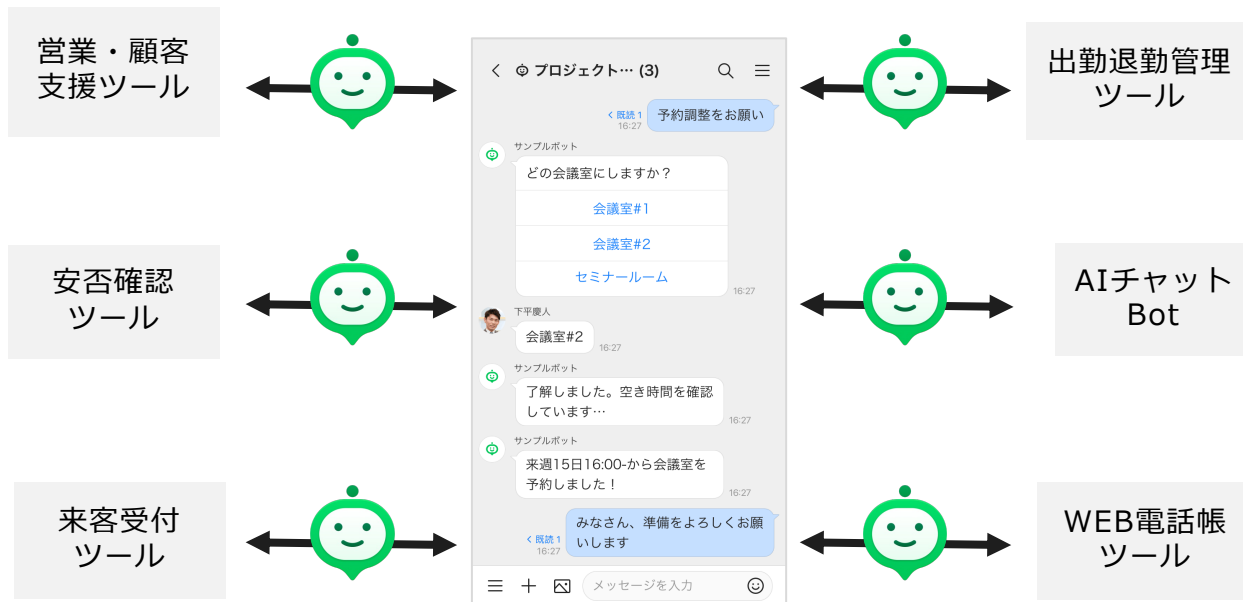 営業・顧客
支援ツール
安否確認
ツール
来客受付
ツール
プロジェクト… (3)
既読 1
16:27
予約調整をお願い
サンプルボット
どの会議室にしますか？
会議室#1
会議室#2
セミナールーム
16:27
下平慶人
会議室#2
16:27
サンプルボット
了解しました。空き時間を確認
しています…
16:27
サンプルボット
来週15日16:00-から会議室を
予約しました！
16:27
みなさん、準備をよろしくお願
いします
既読 1
16:27
メッセージを入力
出勤退勤管理
ツール
AIチャット
Bot
WEB電話帳
ツール